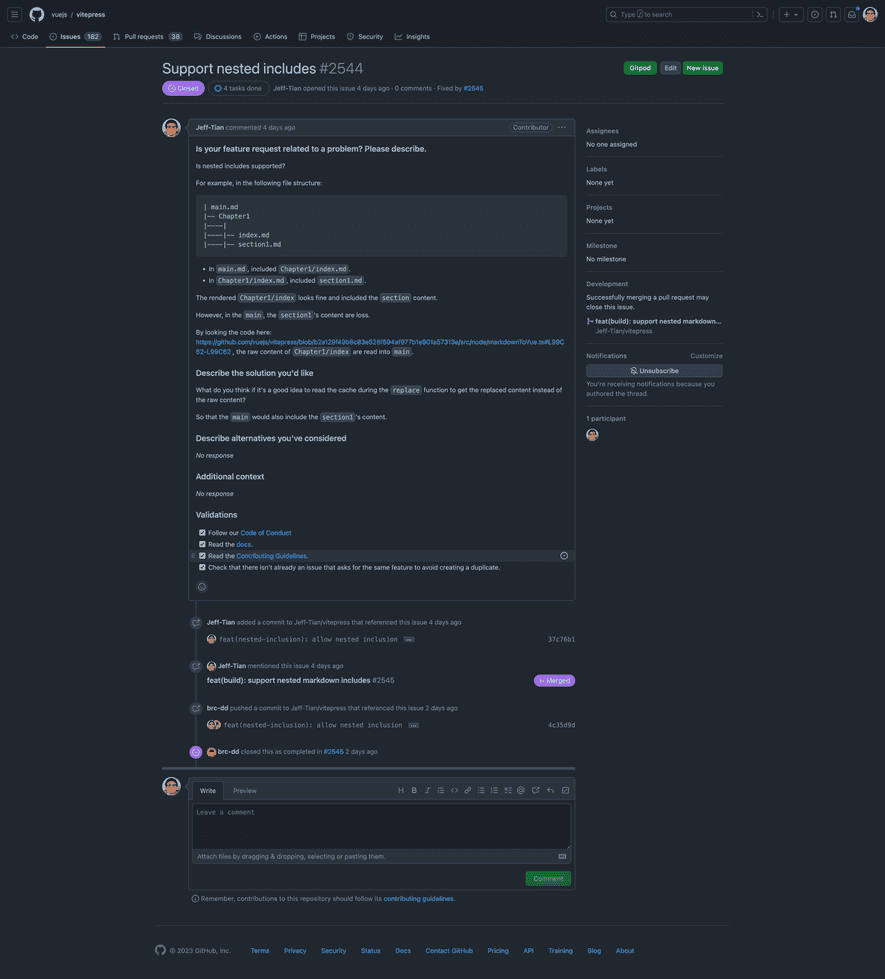 vuejs / vitepress
Type / to search
Code
Issues 182
Pull requests 38
Discussions
Actions
Projects
Security
Insights
Support nested includes #2544
Gitpod
Edit
New issue
Closed
4 tasks done
Jeff-Tian opened this issue 4 days ago · 0 comments · Fixed by #2545
Jeff-Tian commented 4 days ago
Contributor
Is your feature request related to a problem? Please describe.
Is nested includes supported?
For example, in the following file structure:
| main.md
|-- Chapter1
|----|
|----|-- index.md
|----|-- section1.md
• In main.md, included Chapter1/index.md.
• In Chapter1/index.md, included section1.md.
The rendered Chapter1/index looks fine and included the section content.
However, in the main, the section1's content are loss.
By looking the code here:
62-L99C62 , the raw content of Chapter1/index are read into main.
Describe the solution you'd like
What do you think if it's a good idea to read the cache during the replace function to get the replaced content instead of
the raw content?
So that the main would also include the section1's content.
Describe alternatives you've considered
No response
Additional context
No response
Validations
Follow our Code of Conduct
Read the docs.
Read the Contributing Guidelines.
Check that there isn't already an issue that asks for the same feature to avoid creating a duplicate.
Jeff-Tian added a commit to Jeff-Tian/vitepress that referenced this issue 4 days ago
feat(nested-inclusion): allow nested inclusion ...
37c76b1
Jeff-Tian mentioned this issue 4 days ago
feat(build): support nested markdown includes #2545
Merged
brc-dd pushed a commit to Jeff-Tian/vitepress that referenced this issue 2 days ago
feat(nested-inclusion): allow nested inclusion ...
4c35d9d
brc-dd closed this as completed in #2545 2 days ago
Write
Preview
Leave a comment
Attach files by dragging & dropping, selecting or pasting them.
Comment
Remember, contributions to this repository should follow its contributing guidelines.
Assignees
No one assigned
Labels
None yet
Projects
None yet
Milestone
No milestone
Development
Successfully merging a pull request may
close this issue.
feat(build): support nested markdown...
Jeff-Tian/vitepress
Notifications
Customize
Unsubscribe
You're receiving notifications because you
authored the thread.
1 participant
© 2023 GitHub, Inc.
Terms
Privacy
Security
Status
Docs
Contact GitHub
Pricing
API
Training
Blog
About